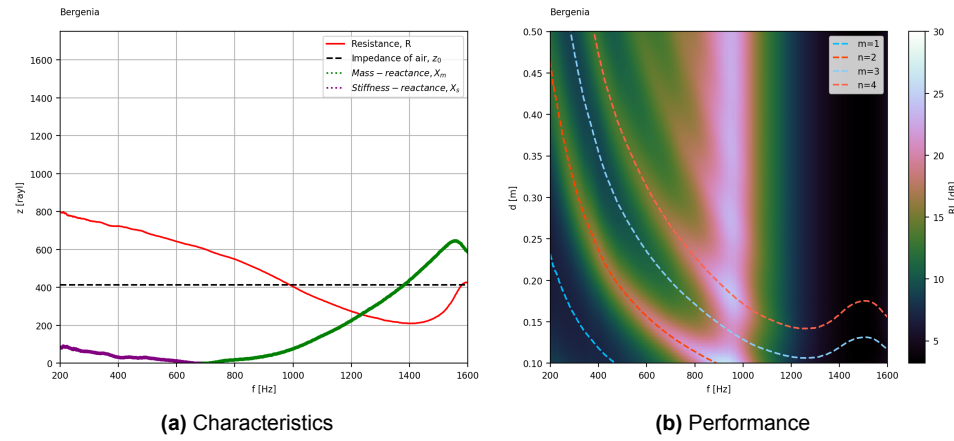 Bergenia
Resistance, R
Impedance of air, z₀
Mass − reactance, Xₘ
Stiffness − reactance, Xₛ
1600
1400
1200
1000
800
600
400
200
0
z [rayl]
200 400 600 800 1000 1200 1400 1600
f [Hz]
(a) Characteristics
Bergenia
m=1
n=2
m=3
n=4
0.50
0.45
0.40
0.35
0.30
0.25
0.20
0.15
0.10
d [m]
200 400 600 800 1000 1200 1400 1600
f [Hz]
30
25
20
15
10
5
[dB]
(b) Performance